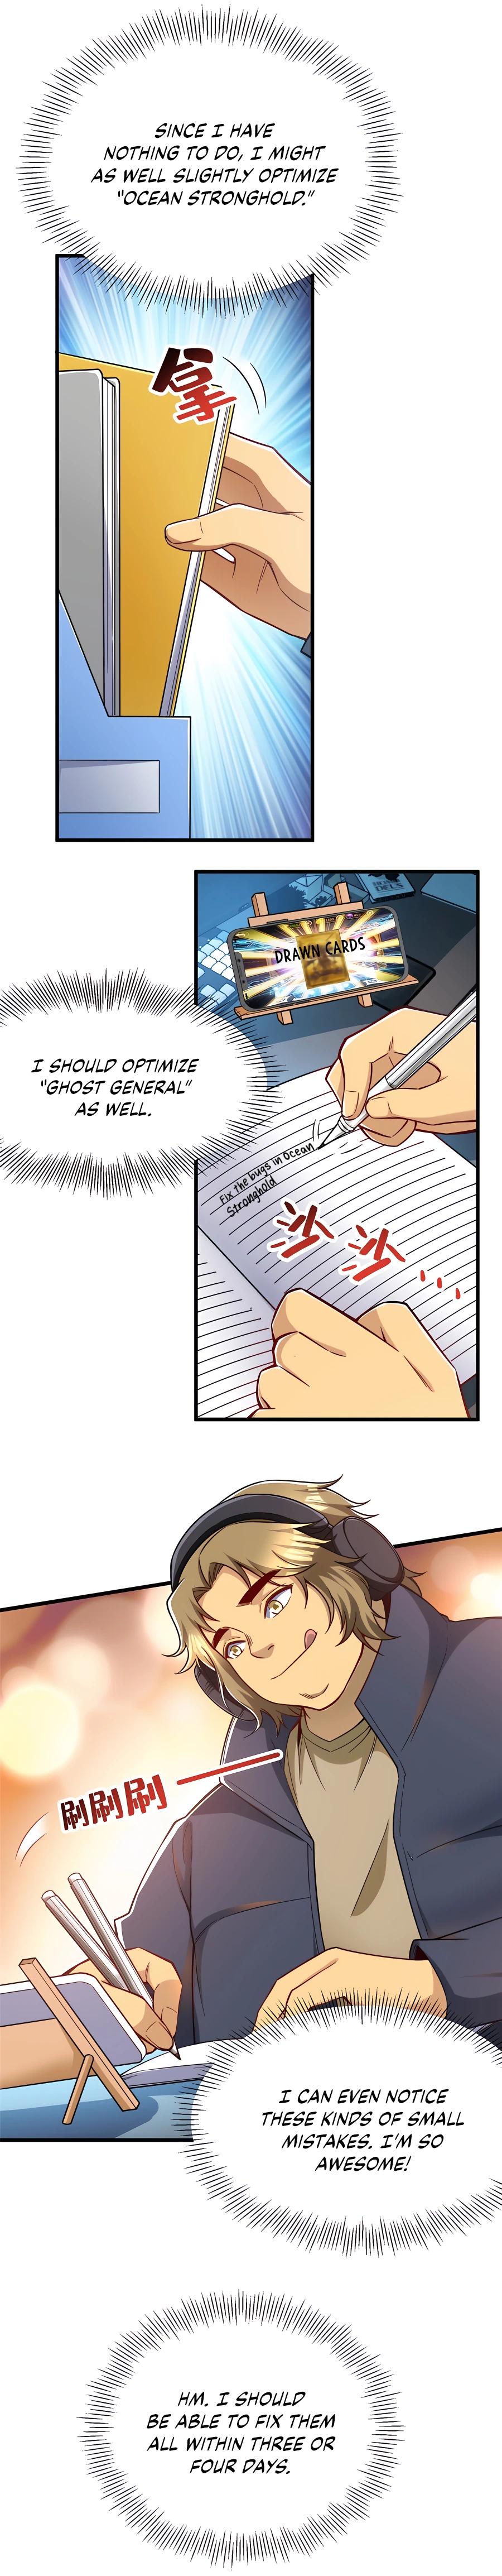 SINCE I HAVE
NOTHING TO DO, I MIGHT
AS WELL SLIGHTLY OPTIMIZE
"OCEAN STRONGHOLD."
拿
DRAWN CARDS
I SHOULD OPTIMIZE
"GHOST GENERAL"
AS WELL.
Fix the bugs in Ocean
Stronghold
沙沙
刷刷刷
I CAN EVEN NOTICE
THESE KINDS OF SMALL
MISTAKES. I'M SO
AWESOME!
HM. I SHOULD
BE ABLE TO FIX THEM
ALL WITHIN THREE OR
FOUR DAYS.